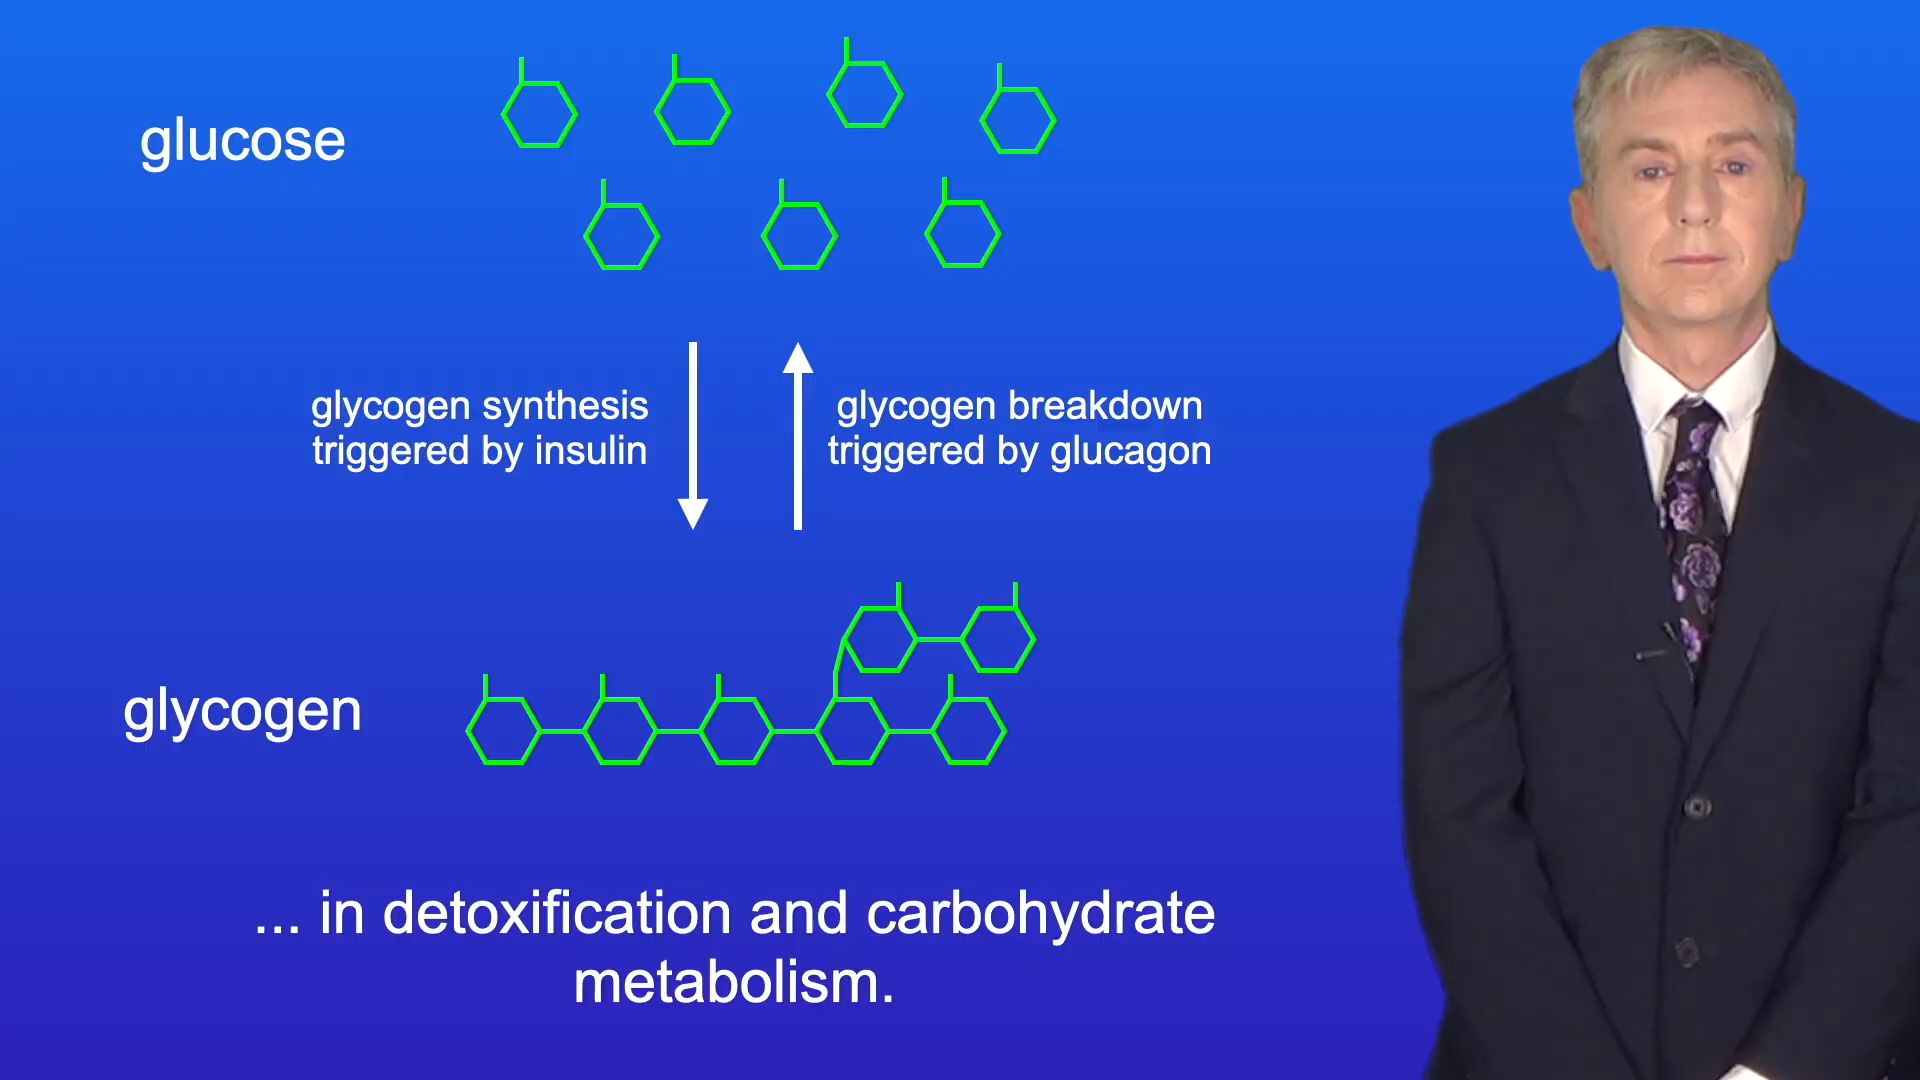 glucose
glycogen synthesis
triggered by insulin
glycogen breakdown
triggered by glucagon
glycogen
... in detoxification and carbohydrate
metabolism.